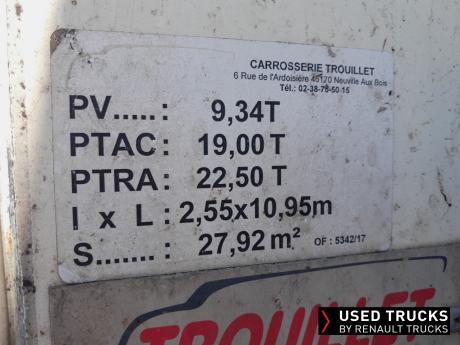 CARROSSERIE TROUILLET
6 Rue de l'Ardoisière 45170 Neuville Aux Bois
Tél.: 02-38-75-50 15
PV.....: 9,34T
PTAC: 19,00 T
PTRA: 22,50 T
l x L: 2,55x10,95m
S.......: 27,92 m²
OF : 5342/17
TROUILLET
USED TRUCKS
BY RENAULT TRUCKS